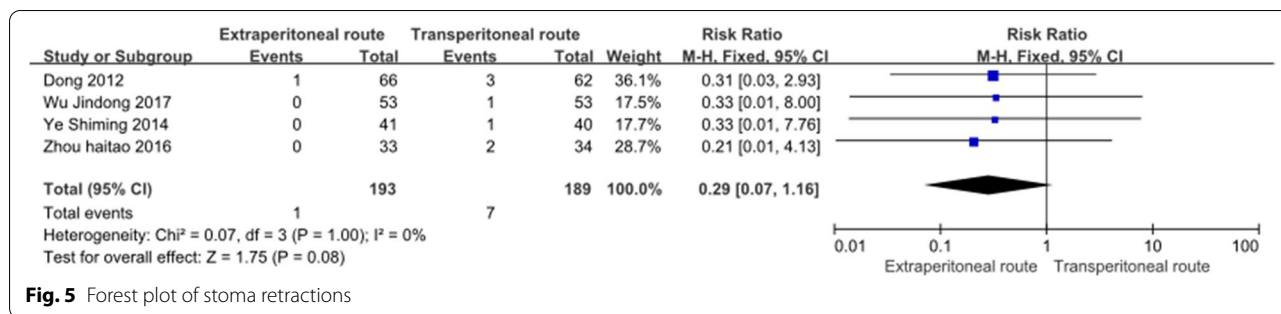 Extraperitoneal route Transperitoneal route Risk Ratio Risk Ratio
Study or Subgroup Events Total Events Total Weight M-H, Fixed, 95% CI M-H, Fixed, 95% CI
Dong 2012 1 66 3 62 36.1% 0.31 [0.03, 2.93]
Wu Jindong 2017 0 53 1 53 17.5% 0.33 [0.01, 8.00]
Ye Shiming 2014 0 41 1 40 17.7% 0.33 [0.01, 7.76]
Zhou haitao 2016 0 33 2 34 28.7% 0.21 [0.01, 4.13]
Total (95% CI) 193 189 100.0% 0.29 [0.07, 1.16]
Total events 1 7
Heterogeneity: Chi² = 0.07, df = 3 (P = 1.00); I² = 0%
Test for overall effect: Z = 1.75 (P = 0.08)
0.01 0.1 1 10 100
Extraperitoneal route Transperitoneal route
Fig. 5 Forest plot of stoma retractions